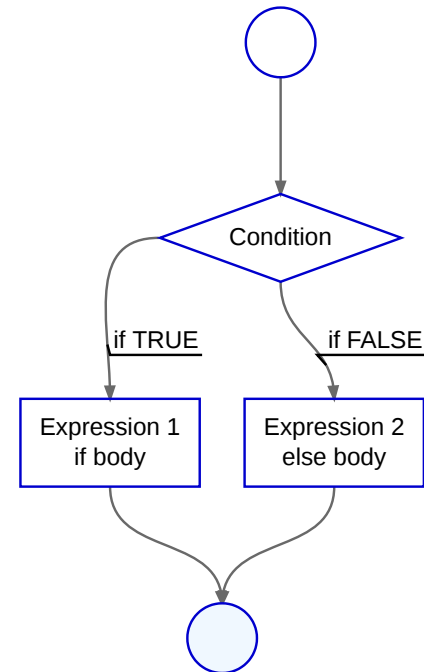 Condition
if TRUE
if FALSE
Expression 1
if body
Expression 2
else body